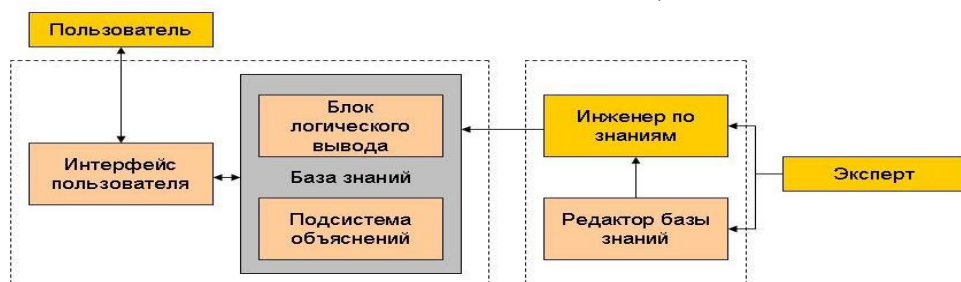 Пользователь
Блок
логического
вывода
Интерфейс
пользователя
База знаний
Подсистема
объяснений
Инженер по
знаниям
Редактор базы
знаний
Эксперт